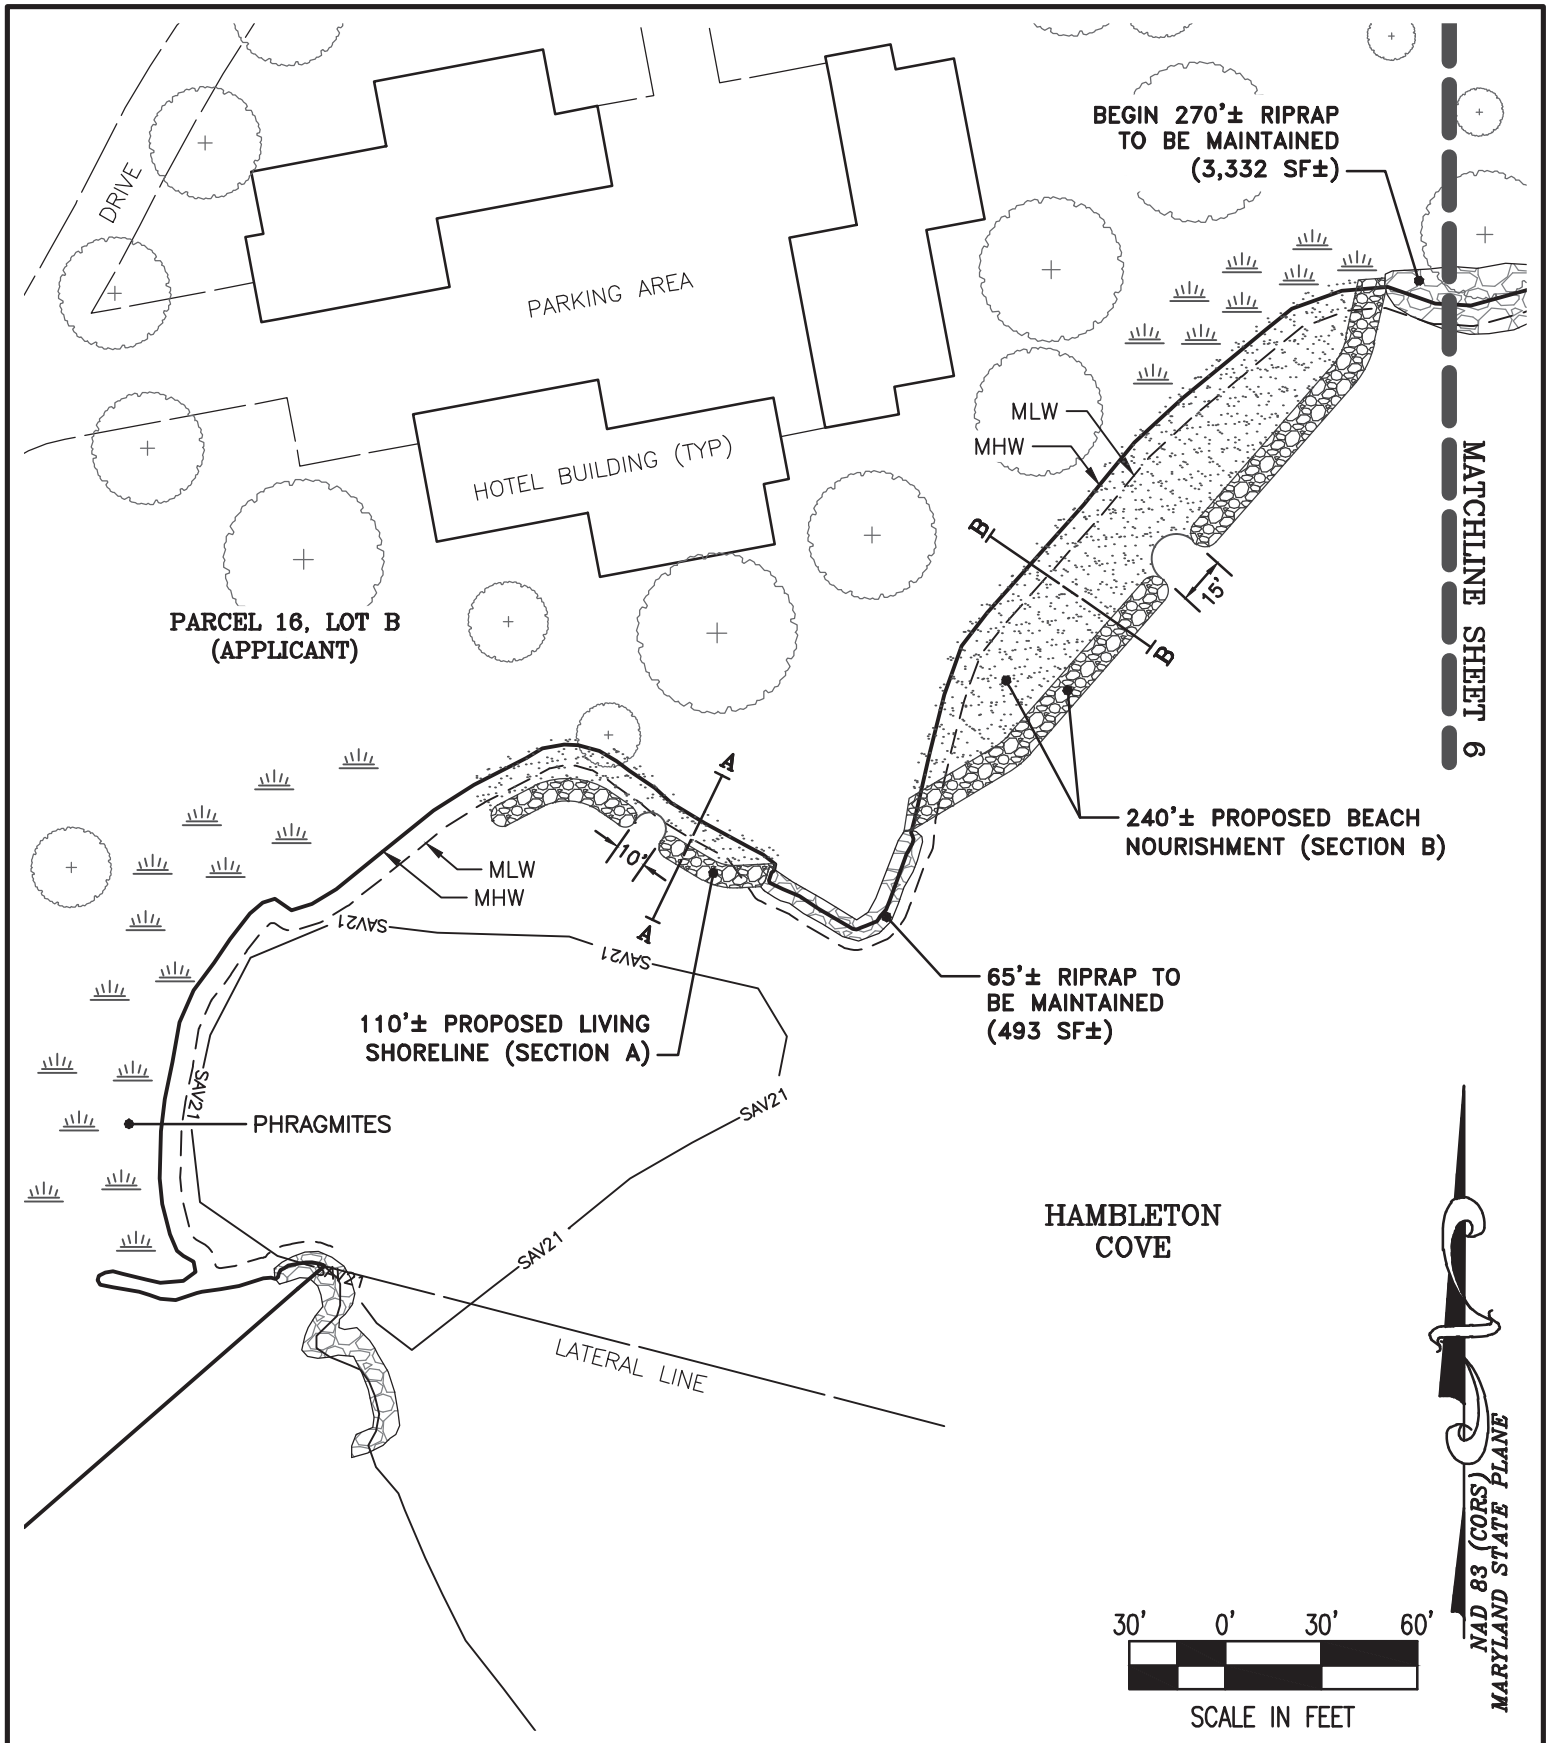 BEGIN 270'± RIPRAP
TO BE MAINTAINED
(3,332 SF±)
DRIVE
PARKING AREA
MLW
MHW
MATCHLINE SHEET 6
HOTEL BUILDING (TYP)
B
15'
B
PARCEL 16, LOT B
(APPLICANT)
A
10'
A
240'± PROPOSED BEACH
NOURISHMENT (SECTION B)
MLW
MHW
SAV21
SAV21
65'± RIPRAP TO
BE MAINTAINED
(493 SF±)
110'± PROPOSED LIVING
SHORELINE (SECTION A)
SAV21
SAV21
PHRAGMITES
HAMBLETON
COVE
SAV21
SAV21
LATERAL LINE
NAD 83 (CORS)
MARYLAND STATE PLANE
30' 0' 30' 60'
SCALE IN FEET